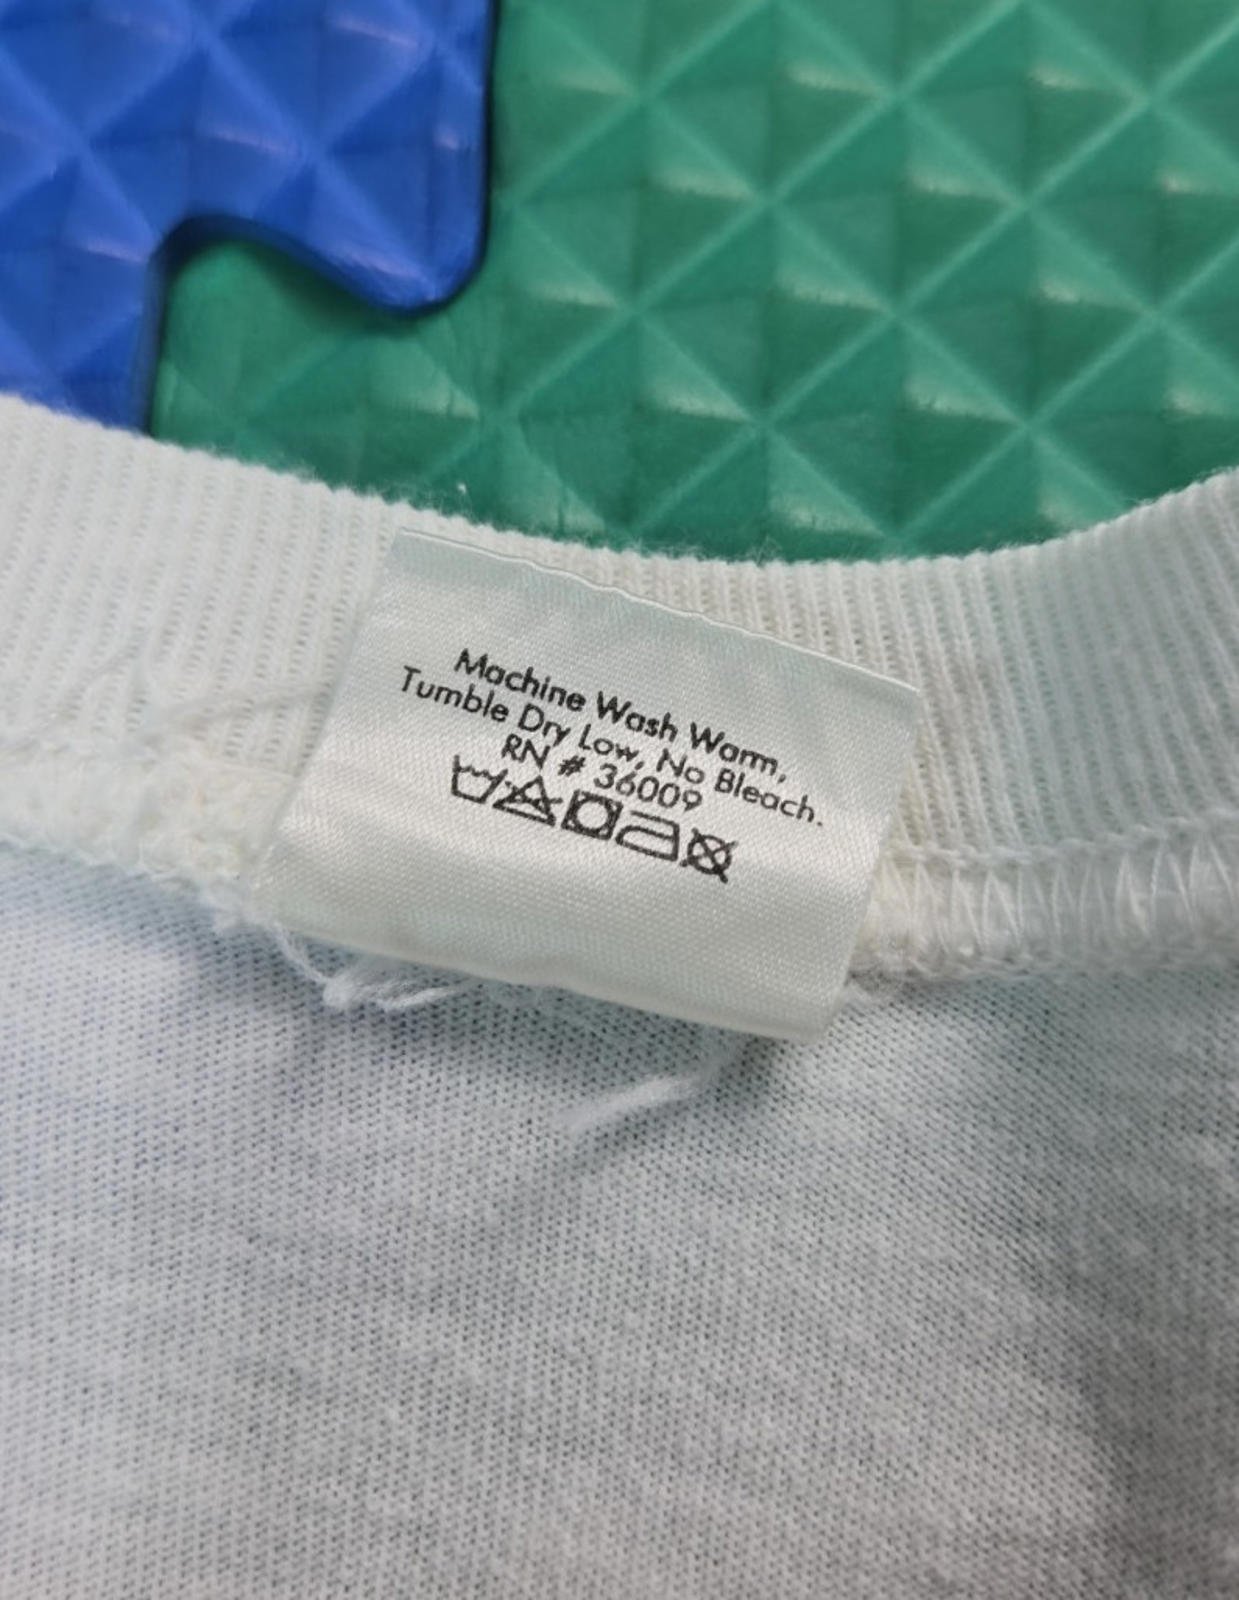 Machine Wash Warm,
Tumble Dry Low, No Bleach.
RN # 36009